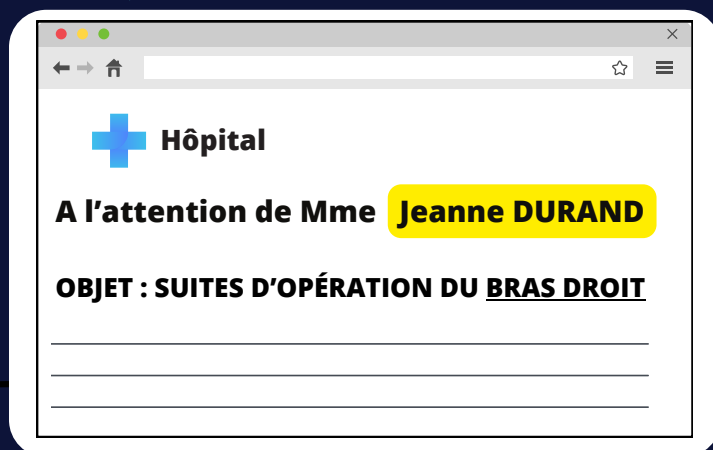 Hôpital
A l'attention de Mme Jeanne DURAND
OBJET : SUITES D'OPÉRATION DU BRAS DROIT